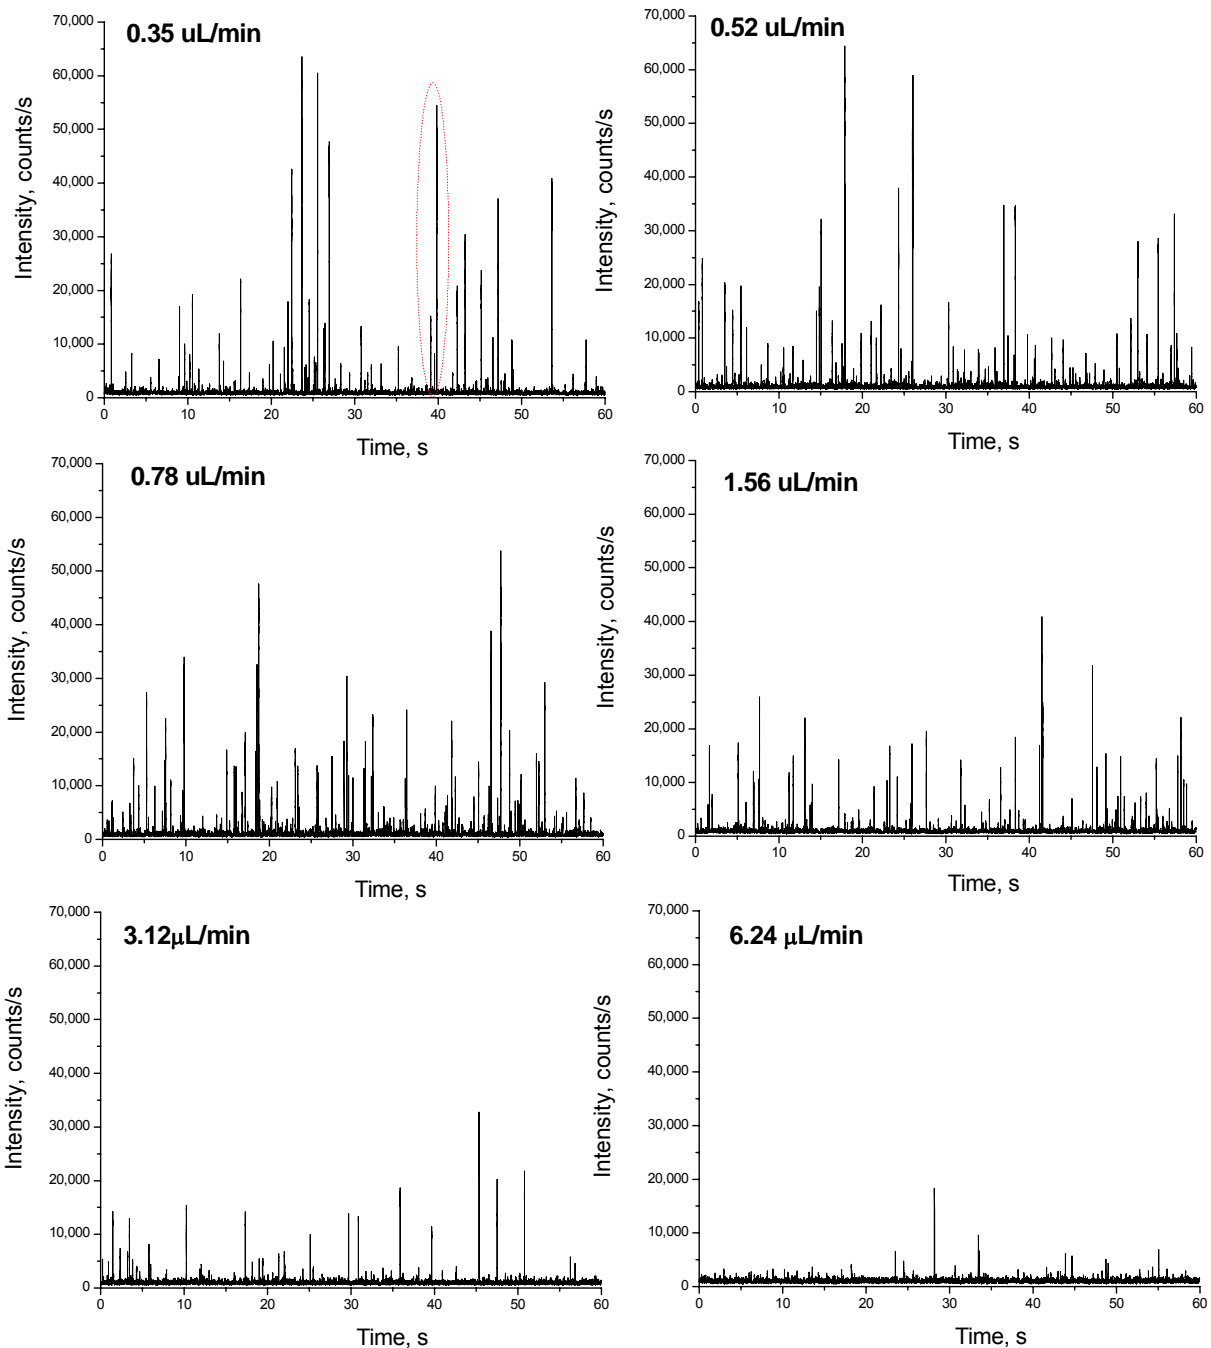 0.35 uL/min
70,000
60,000
50,000
40,000
30,000
20,000
10,000
0
0 10 20 30 40 50 60
Intensity, counts/s
Time, s
0.52 uL/min
70,000
60,000
50,000
40,000
30,000
20,000
10,000
0
0 10 20 30 40 50 60
Intensity, counts/s
Time, s
0.78 uL/min
70,000
60,000
50,000
40,000
30,000
20,000
10,000
0
0 10 20 30 40 50 60
Intensity, counts/s
Time, s
1.56 uL/min
70,000
60,000
50,000
40,000
30,000
20,000
10,000
0
0 10 20 30 40 50 60
Intensity, counts/s
Time, s
3.12μL/min
70,000
60,000
50,000
40,000
30,000
20,000
10,000
0
0 10 20 30 40 50 60
Intensity, counts/s
Time, s
6.24 μL/min
70,000
60,000
50,000
40,000
30,000
20,000
10,000
0
0 10 20 30 40 50 60
Intensity, counts/s
Time, s